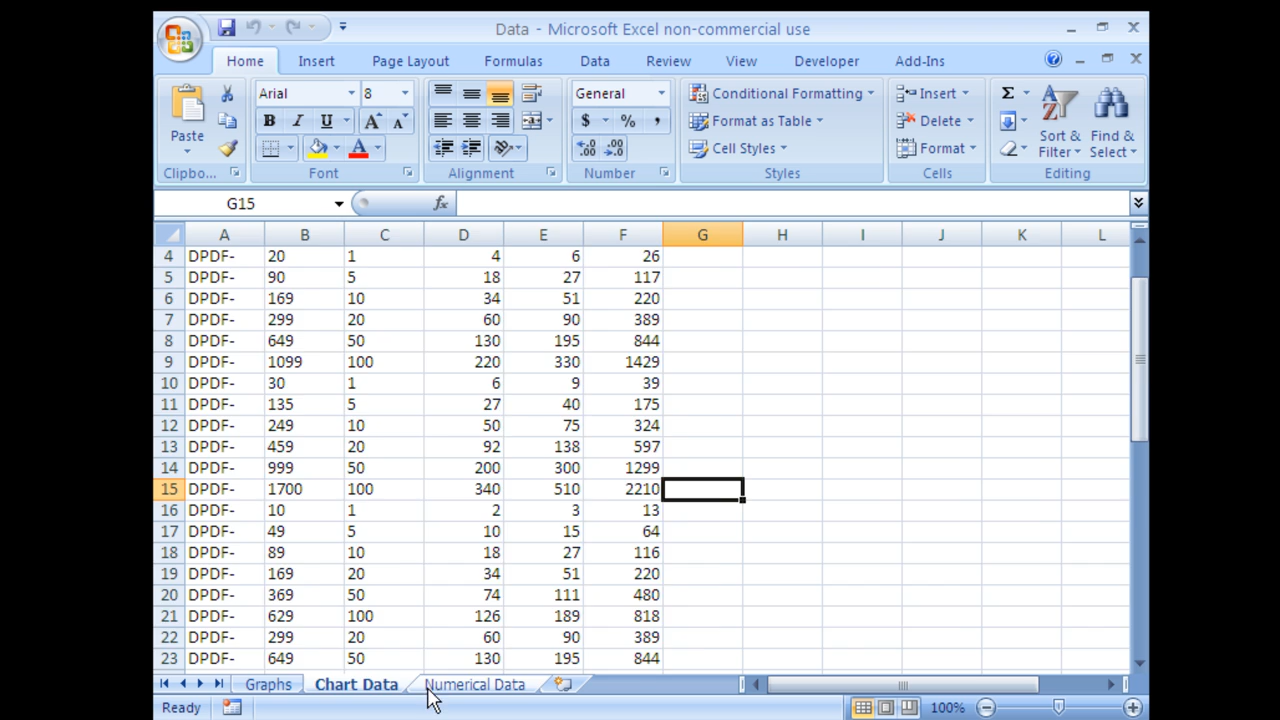 Data - Microsoft Excel non-commercial use
Home Insert Page Layout Formulas Data Review View Developer Add-Ins
Paste
Clipbo...
Arial 8
B I U A A
A
Font
Alignment
General
$ % ,
.0 .00 .00 .0
Number
Conditional Formatting
Format as Table
Cell Styles
Styles
Insert
Delete
Format
Cells
Σ
Sort & Filter
Find & Select
Editing
G15 fx
A B C D E F G H I J K L
4 DPDF- 20 1 4 6 26
5 DPDF- 90 5 18 27 117
6 DPDF- 169 10 34 51 220
7 DPDF- 299 20 60 90 389
8 DPDF- 649 50 130 195 844
9 DPDF- 1099 100 220 330 1429
10 DPDF- 30 1 6 9 39
11 DPDF- 135 5 27 40 175
12 DPDF- 249 10 50 75 324
13 DPDF- 459 20 92 138 597
14 DPDF- 999 50 200 300 1299
15 DPDF- 1700 100 340 510 2210
16 DPDF- 10 1 2 3 13
17 DPDF- 49 5 10 15 64
18 DPDF- 89 10 18 27 116
19 DPDF- 169 20 34 51 220
20 DPDF- 369 50 74 111 480
21 DPDF- 629 100 126 189 818
22 DPDF- 299 20 60 90 389
23 DPDF- 649 50 130 195 844
Graphs Chart Data Numerical Data
Ready 100%